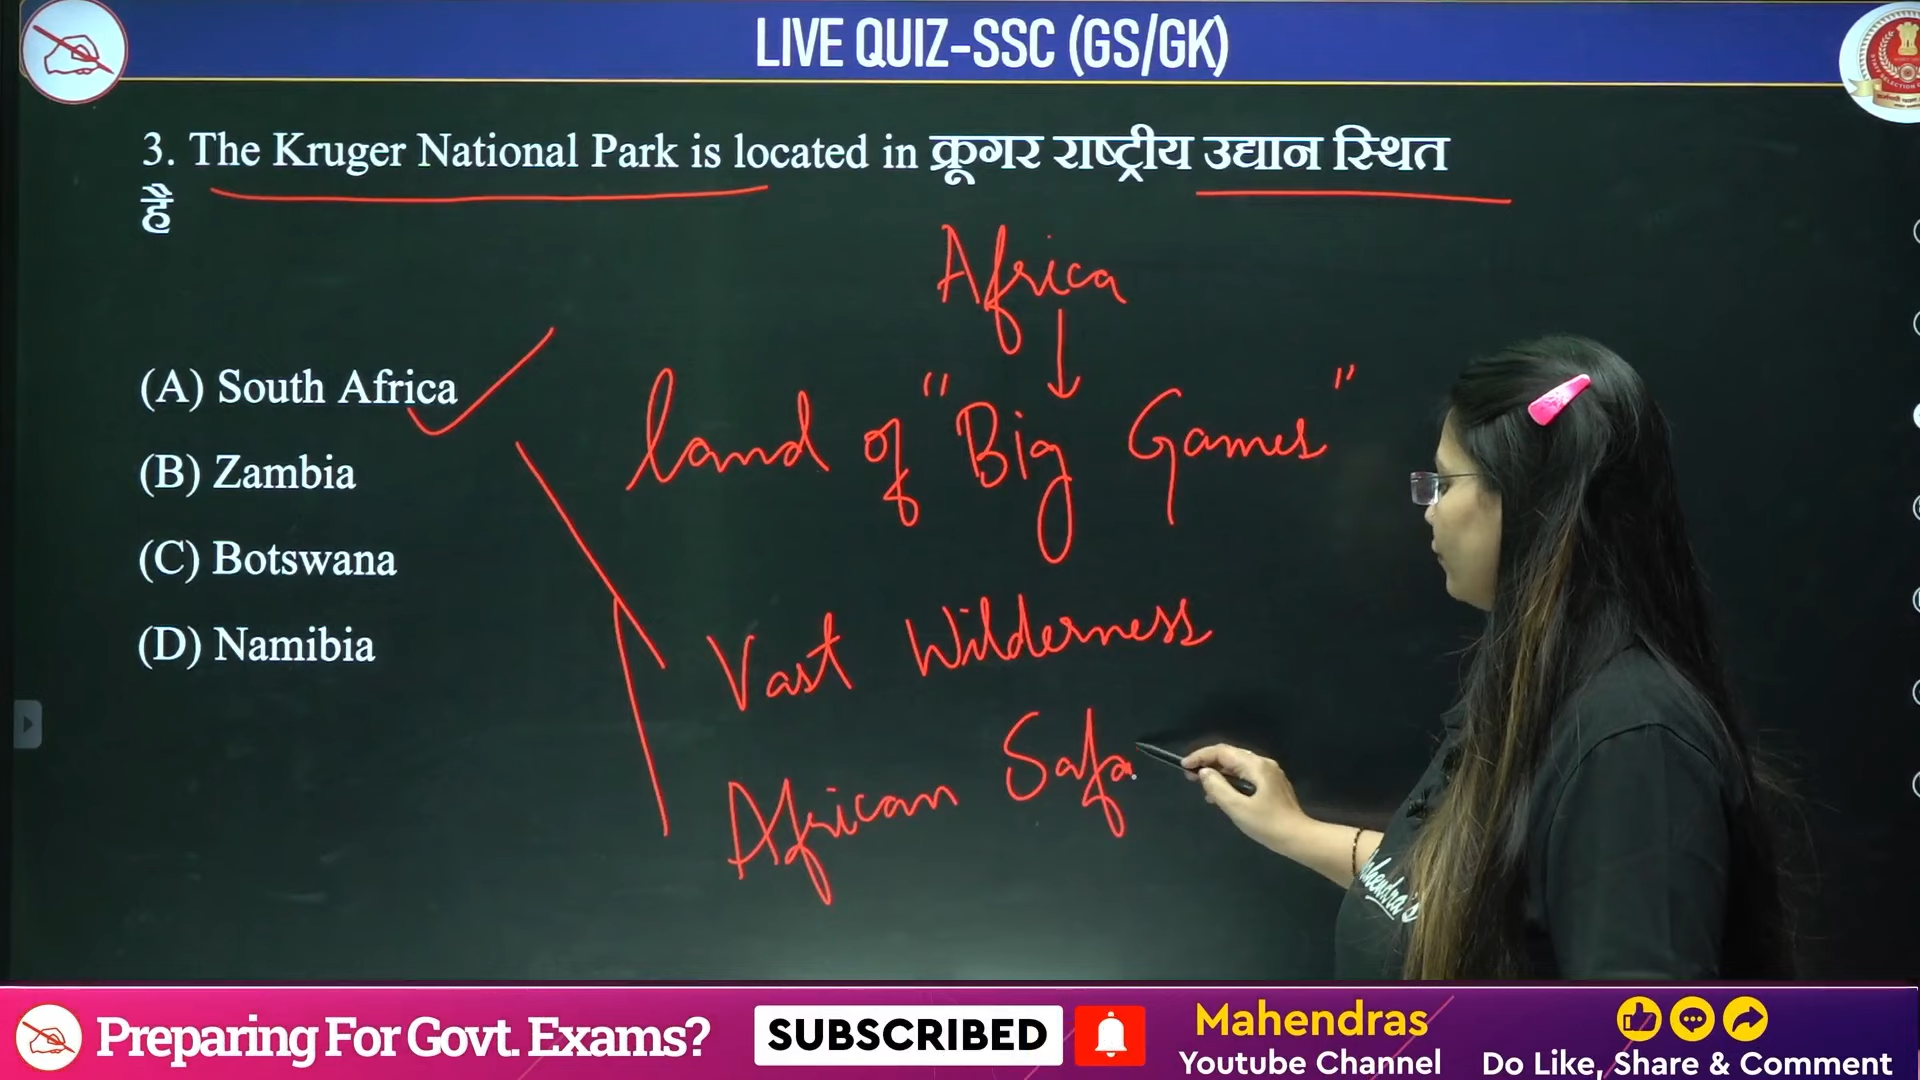 LIVE QUIZ-SSC (GS/GK)
3. The Kruger National Park is located in क्रूगर राष्ट्रीय उद्यान स्थित
है
Africa
(A) South Africa
land of "Big Games"
(B) Zambia
(C) Botswana
Vast Wilderness
(D) Namibia
African Safa
Mahendra's
Preparing For Govt. Exams?
SUBSCRIBED
Mahendras
Youtube Channel
Do Like, Share & Comment